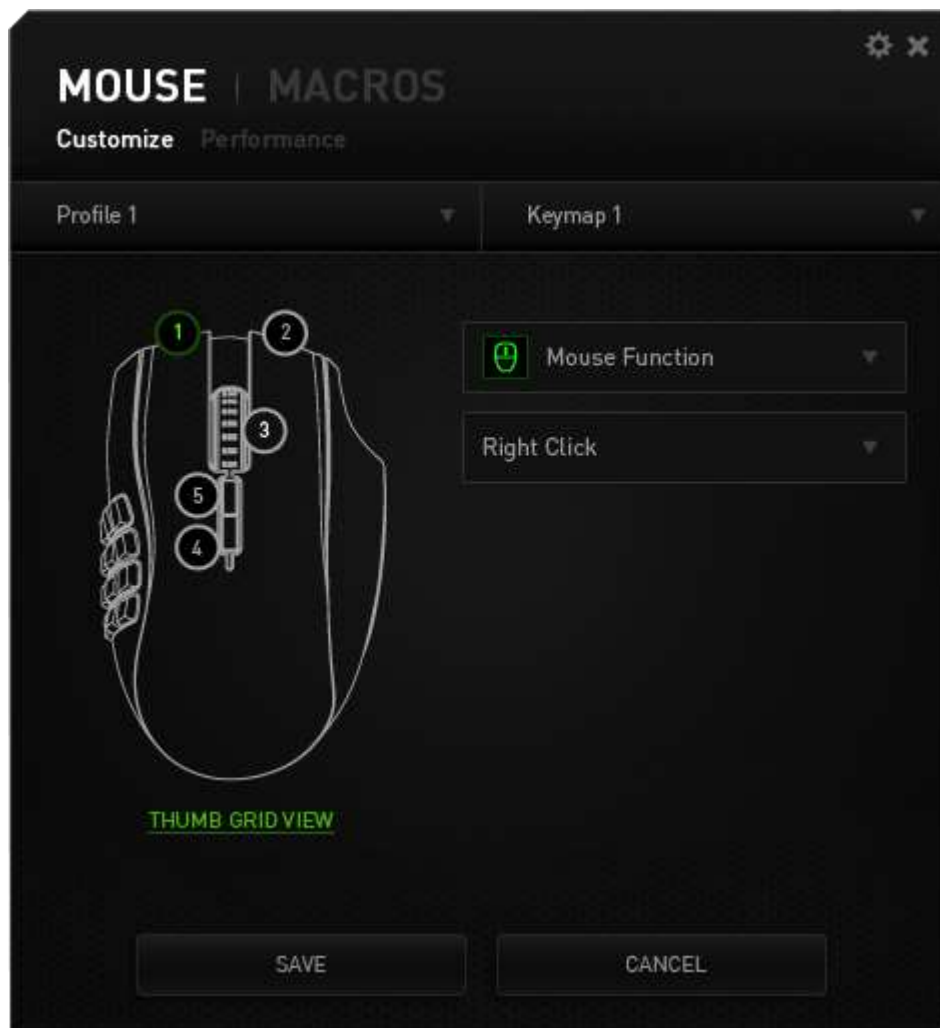 MOUSE | MACROS
Customize Performance
Profile 1 Keymap 1
1 2
Mouse Function
3
Right Click
5
4
THUMB GRID VIEW
SAVE CANCEL